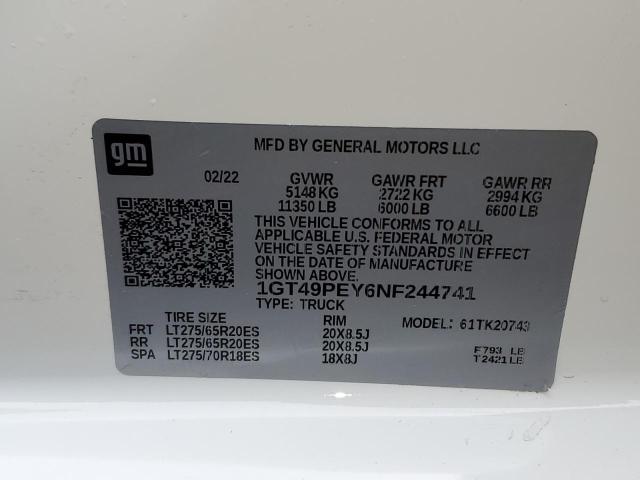 gm
MFD BY GENERAL MOTORS LLC
02/22 GVWR GAWR FRT GAWR RR
5148 KG 2722 KG 2994 KG
11350 LB 6000 LB 6600 LB
THIS VEHICLE CONFORMS TO ALL
APPLICABLE U.S. FEDERAL MOTOR
VEHICLE SAFETY STANDARDS IN EFFECT
ON THE DATE OF MANUFACTURE
SHOWN ABOVE.
1GT49PEY6NF244741
TYPE: TRUCK
TIRE SIZE RIM MODEL: 61TK20743
FRT LT275/65R20ES 20X8.5J
RR LT275/65R20ES 20X8.5J
SPA LT275/70R18ES 18X8J
F793 LB
T2421 LB